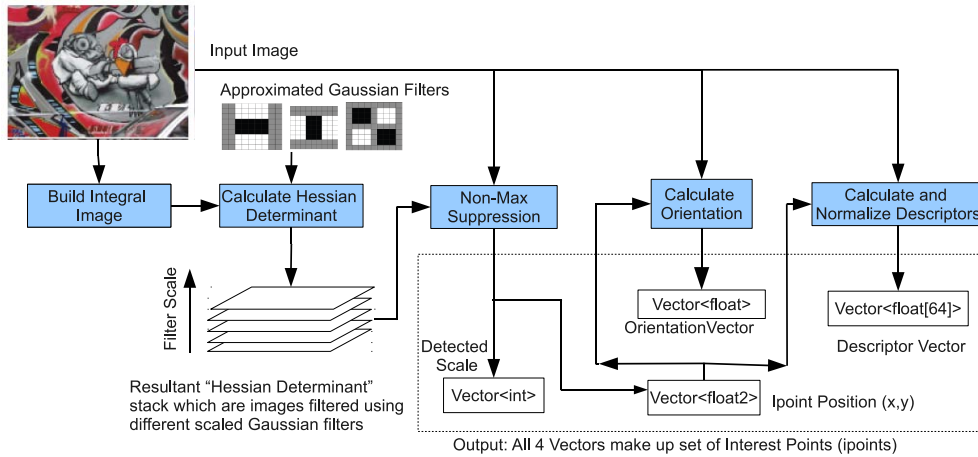 Input Image
Approximated Gaussian Filters
Build Integral
Image
Calculate Hessian
Determinant
Non-Max
Suppression
Calculate
Orientation
Calculate and
Normalize Descriptors
Filter Scale
Vector<float>
OrientationVector
Vector<float[64]>
Descriptor Vector
Detected
Scale
Vector<int>
Vector<float2>
Ipoint Position (x,y)
Resultant “Hessian Determinant”
stack which are images filtered using
different scaled Gaussian filters
Output: All 4 Vectors make up set of Interest Points (ipoints)